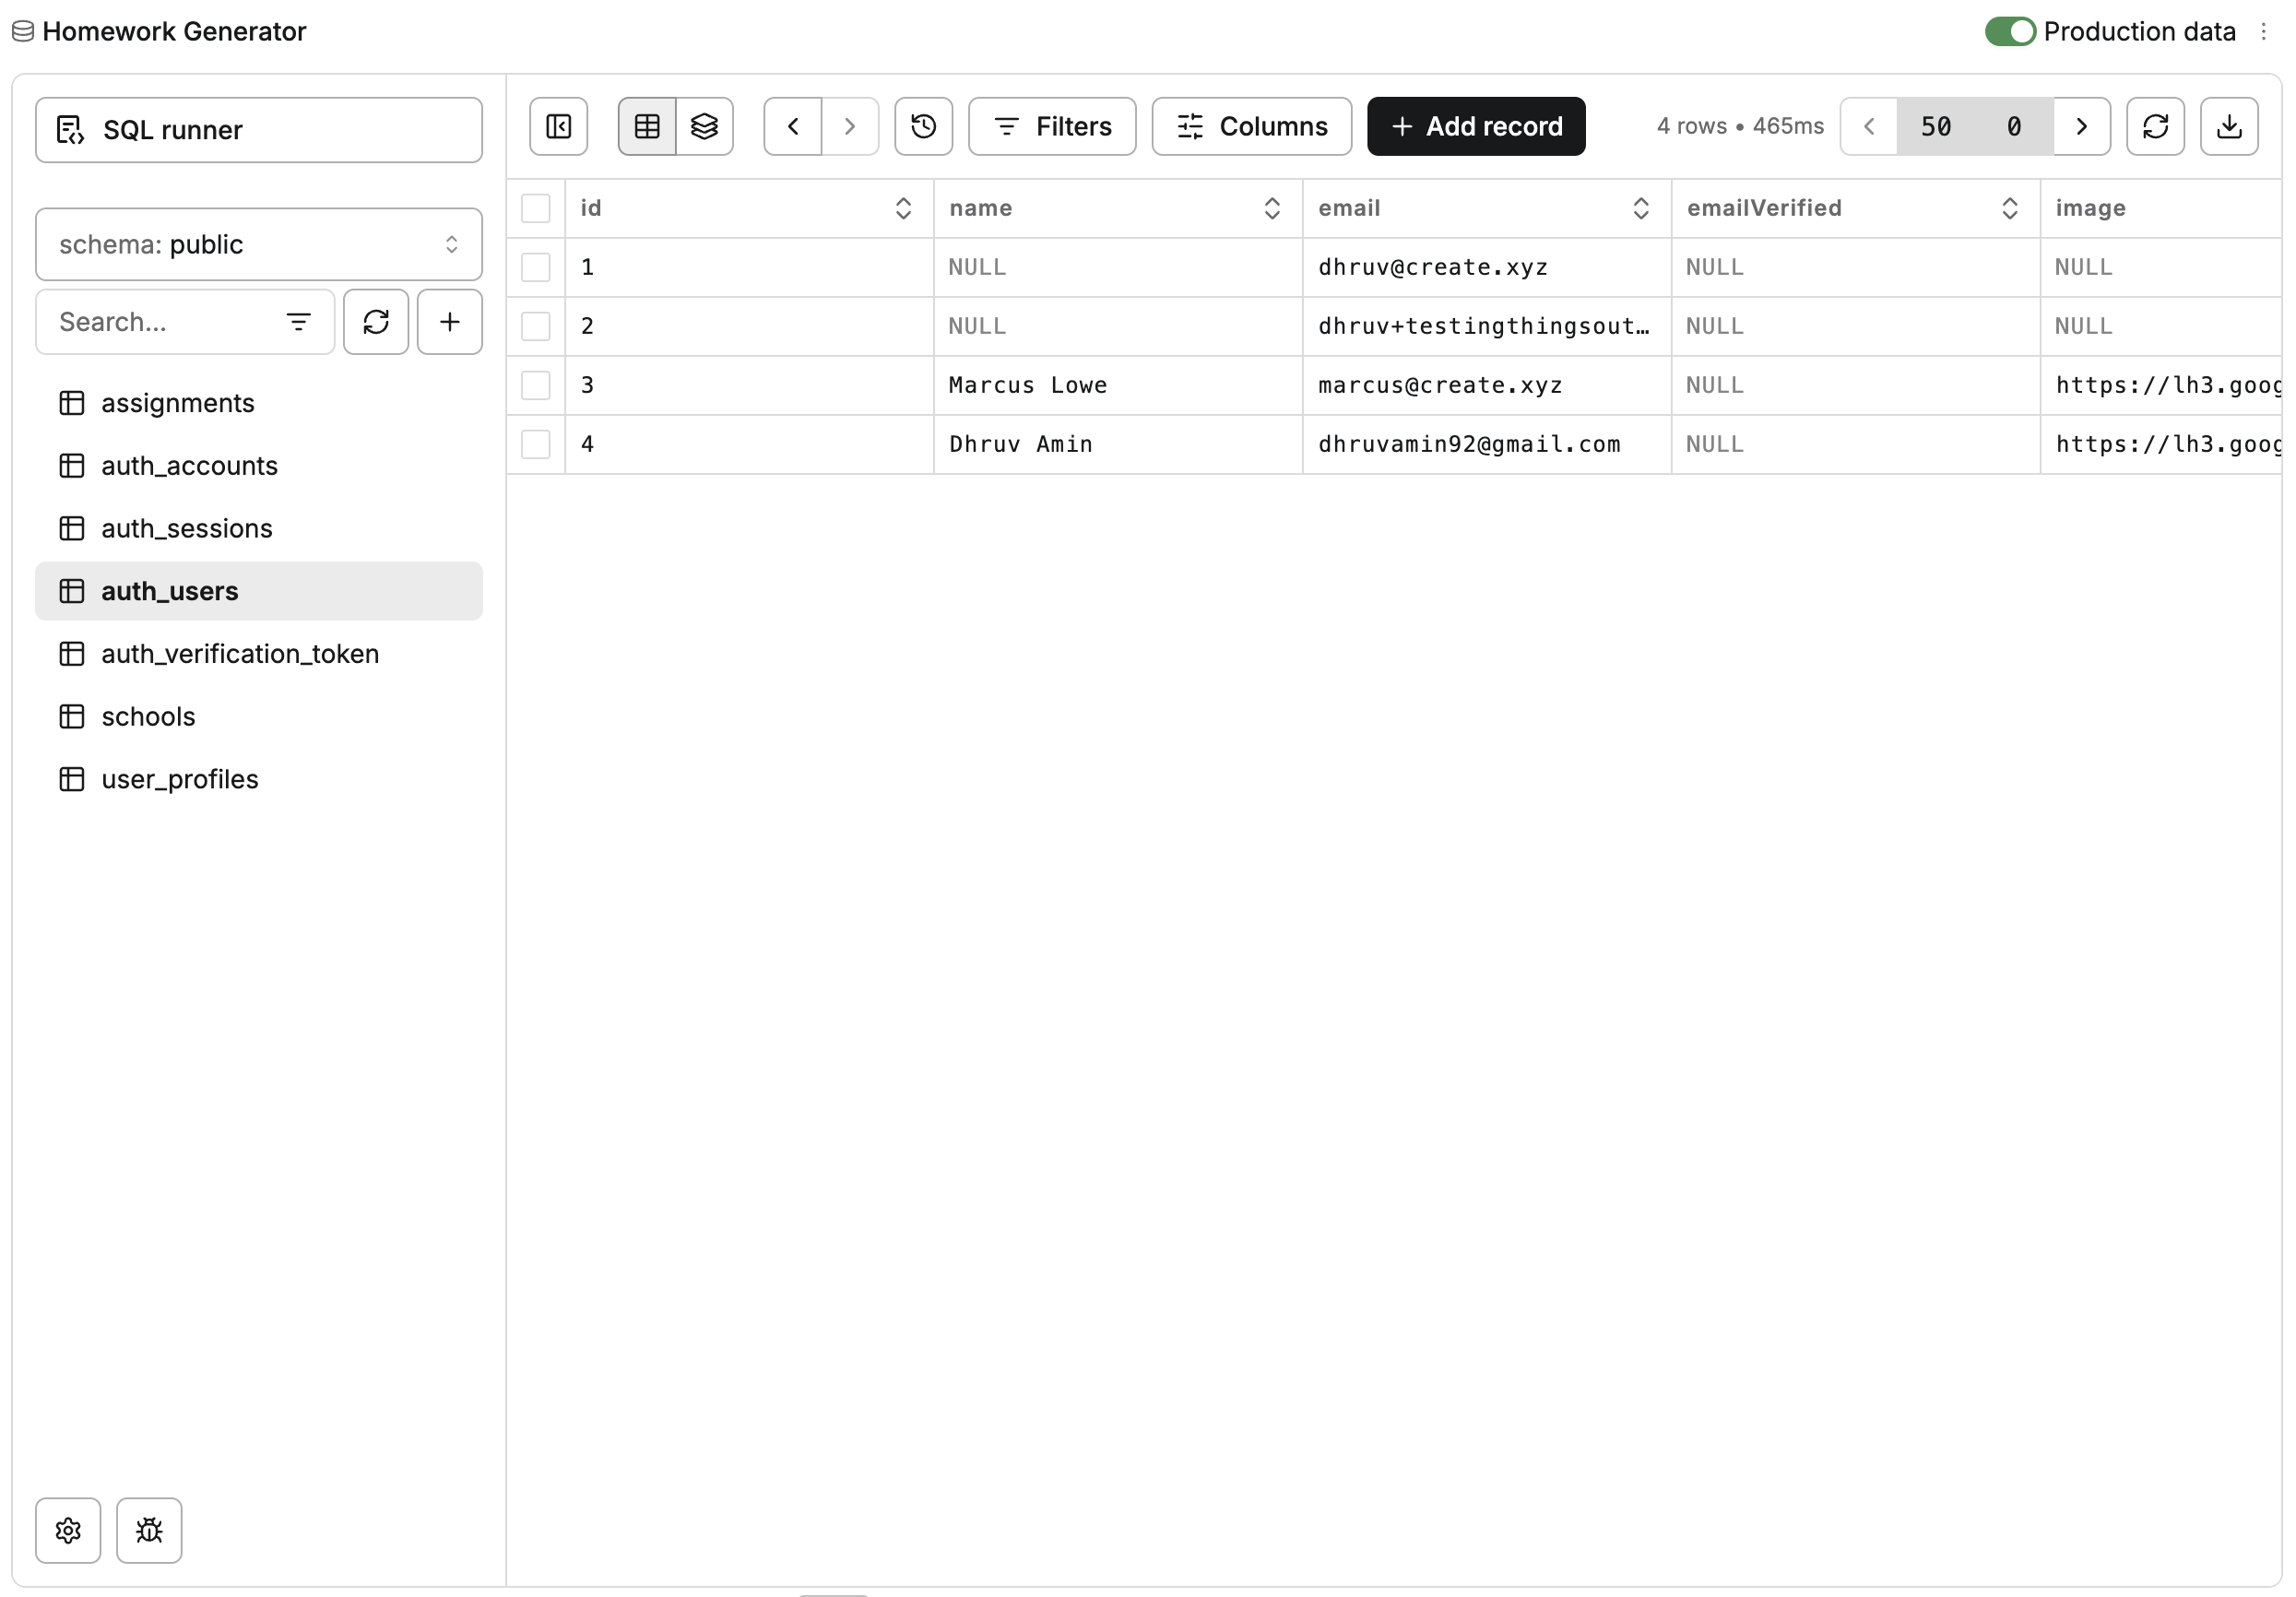 Homework Generator
Production data
SQL runner
schema: public
Search...
assignments
auth_accounts
auth_sessions
auth_users
auth_verification_token
schools
user_profiles
Filters
Columns
+ Add record
4 rows • 465ms
50 0
id name email emailVerified image
1 NULL dhruv@create.xyz NULL NULL
2 NULL dhruv+testingthingsout… NULL NULL
3 Marcus Lowe marcus@create.xyz NULL https://lh3.goog
4 Dhruv Amin dhruvamin92@gmail.com NULL https://lh3.goog